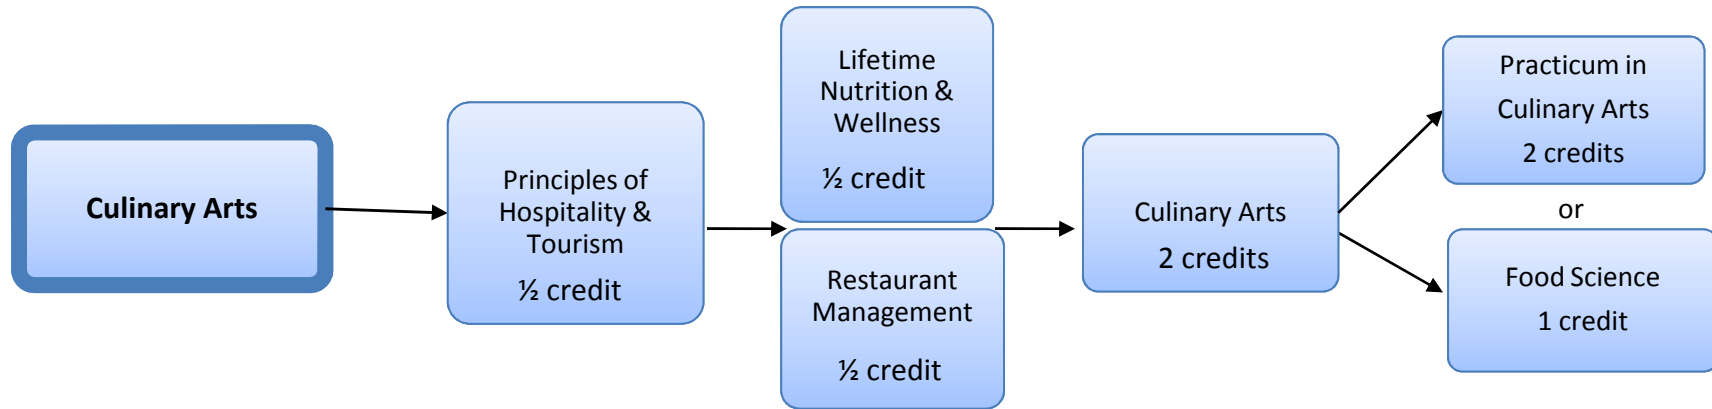 Culinary Arts
Principles of
Hospitality &
Tourism
½ credit
Lifetime
Nutrition &
Wellness
½ credit
Restaurant
Management
½ credit
Culinary Arts
2 credits
Practicum in
Culinary Arts
2 credits
or
Food Science
1 credit